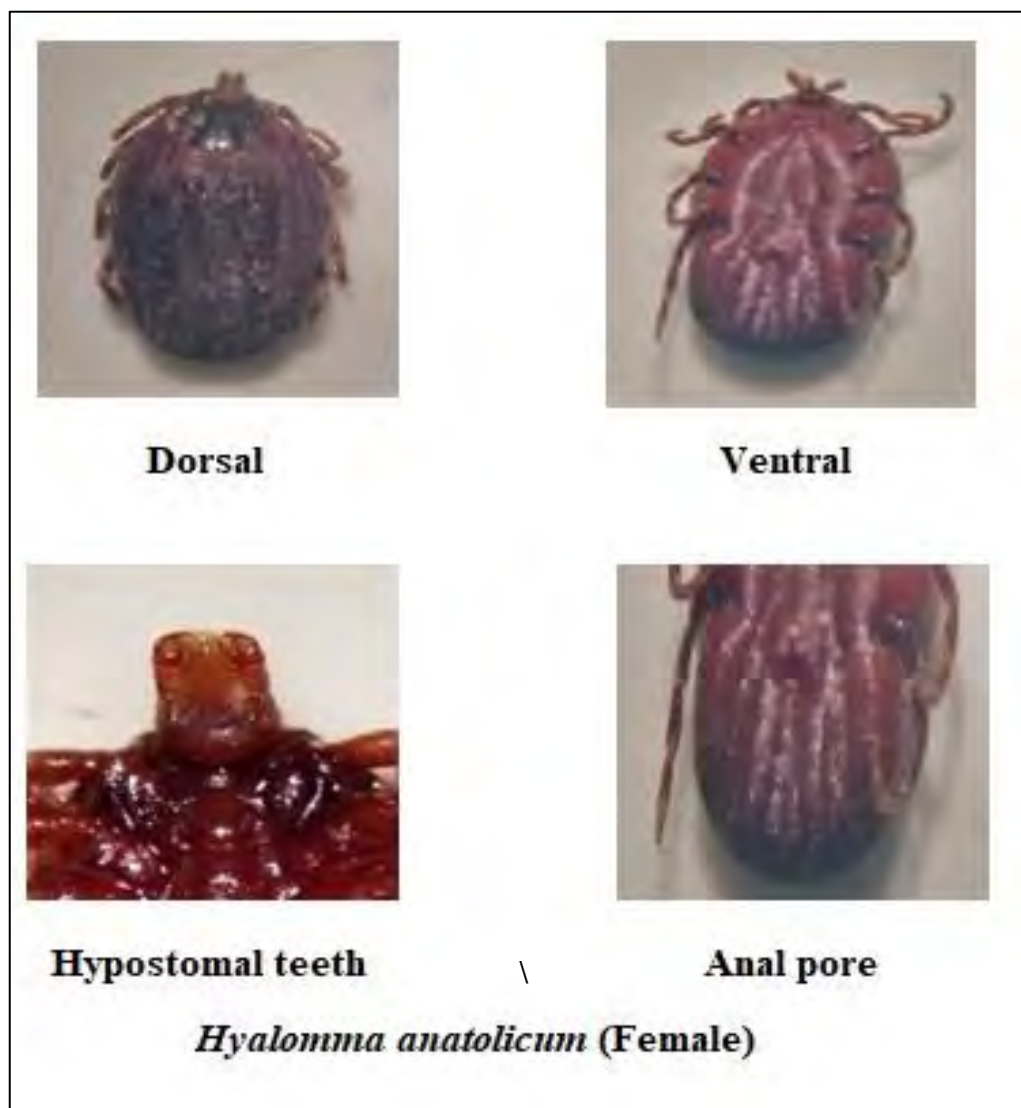 Dorsal
Ventral
Hypostomal teeth
\
Anal pore
Hyalomma anatolicum (Female)